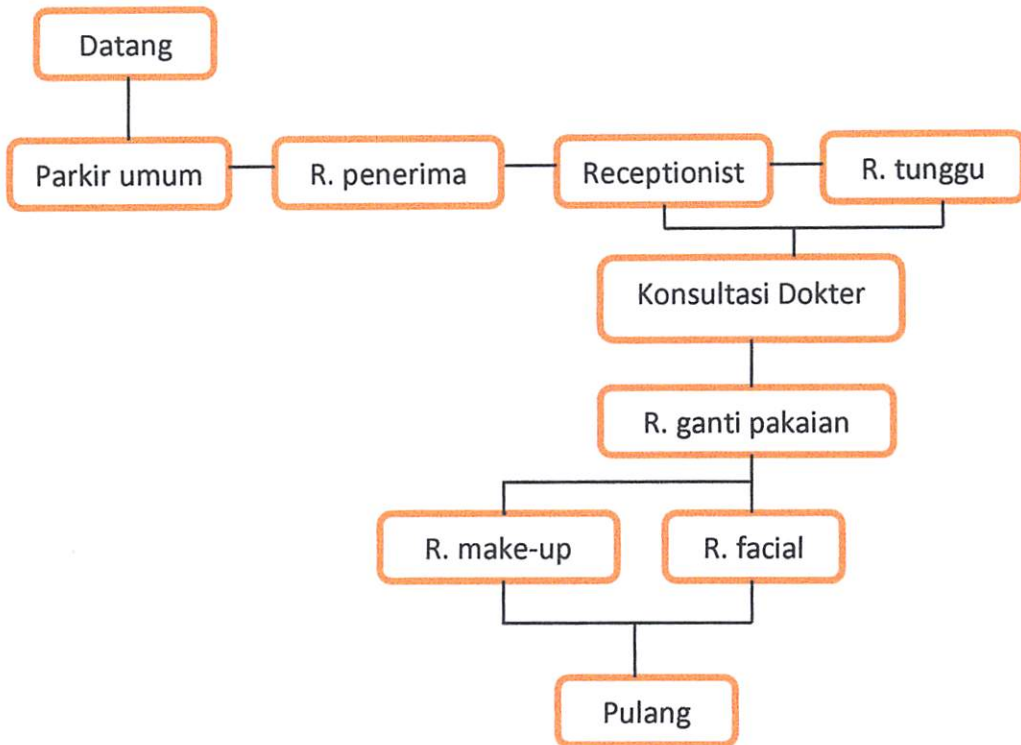 Datang
Parkir umum
R. penerima
Receptionist
R. tunggu
Konsultasi Dokter
R. ganti pakaian
R. make-up
R. facial
Pulang